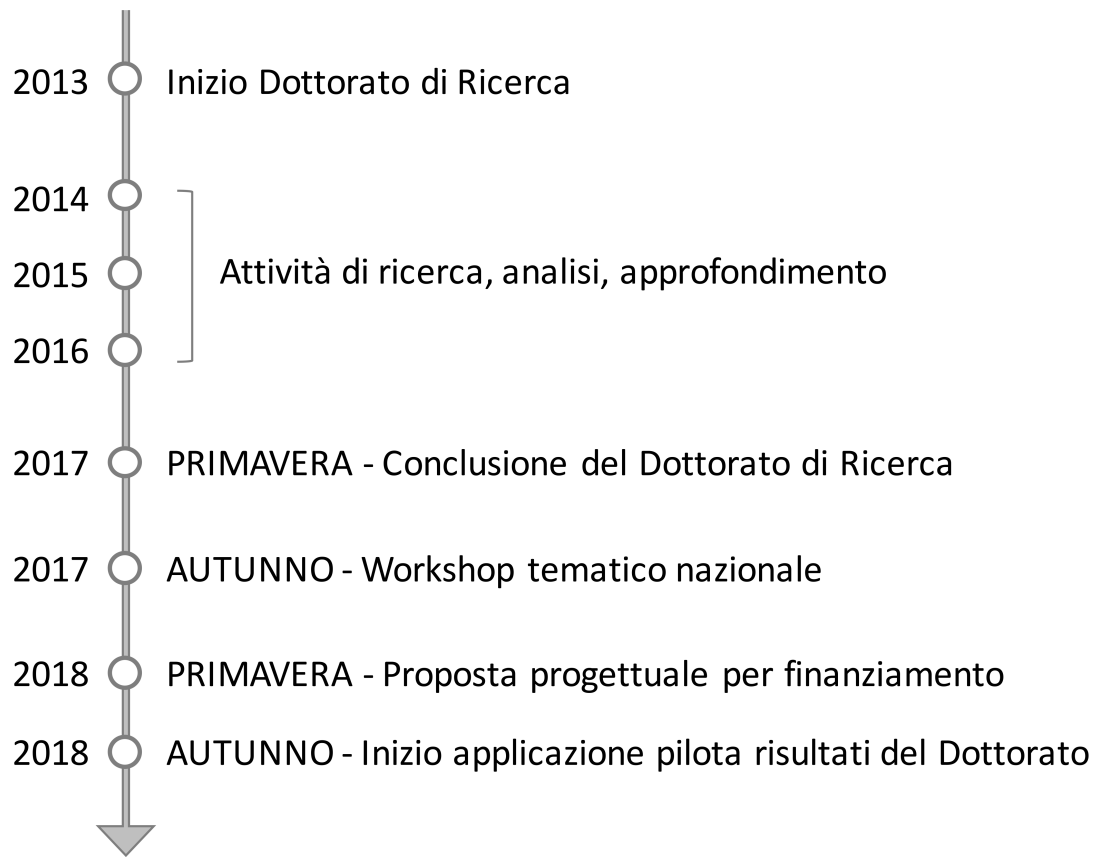 2013 Inizio Dottorato di Ricerca
2014
2015 Attività di ricerca, analisi, approfondimento
2016
2017 PRIMAVERA - Conclusione del Dottorato di Ricerca
2017 AUTUNNO - Workshop tematico nazionale
2018 PRIMAVERA - Proposta progettuale per finanziamento
2018 AUTUNNO - Inizio applicazione pilota risultati del Dottorato